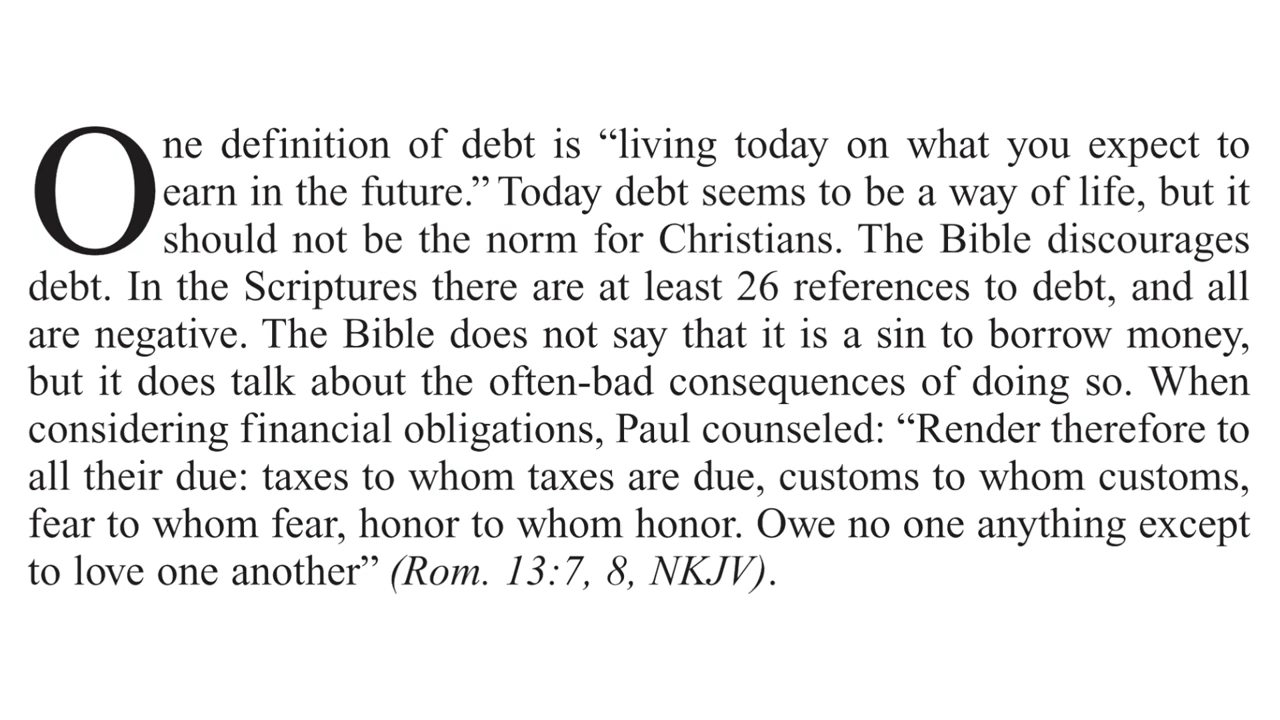 One definition of debt is “living today on what you expect to
earn in the future.” Today debt seems to be a way of life, but it
should not be the norm for Christians. The Bible discourages
debt. In the Scriptures there are at least 26 references to debt, and all
are negative. The Bible does not say that it is a sin to borrow money,
but it does talk about the often-bad consequences of doing so. When
considering financial obligations, Paul counseled: “Render therefore to
all their due: taxes to whom taxes are due, customs to whom customs,
fear to whom fear, honor to whom honor. Owe no one anything except
to love one another” (Rom. 13:7, 8, NKJV).